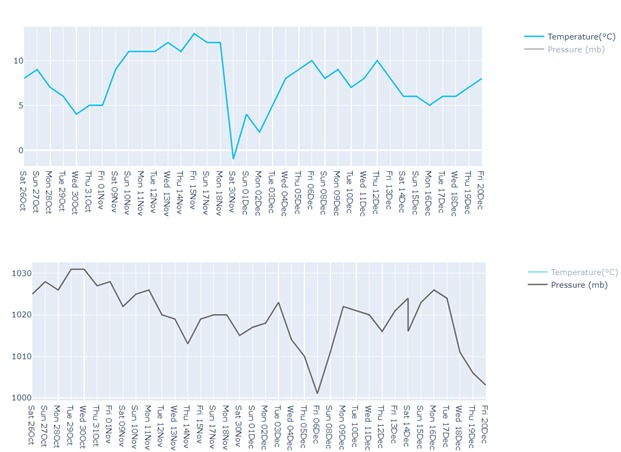 Temperature(°C)
Pressure (mb)
10
5
0
Sat 26Oct
Sun 27Oct
Mon 28Oct
Tue 29Oct
Wed 30Oct
Thu 31Oct
Fri 01Nov
Sat 09Nov
Sun 10Nov
Mon 11Nov
Tue 12Nov
Wed 13Nov
Thu 14Nov
Fri 15Nov
Sun 17Nov
Mon 18Nov
Sat 30Nov
Sun 01Dec
Mon 02Dec
Tue 03Dec
Wed 04Dec
Thu 05Dec
Fri 06Dec
Sun 08Dec
Mon 09Dec
Tue 10Dec
Wed 11Dec
Thu 12Dec
Fri 13Dec
Sat 14Dec
Sun 15Dec
Mon 16Dec
Tue 17Dec
Wed 18Dec
Thu 19Dec
Fri 20Dec
Temperature(°C)
Pressure (mb)
1030
1020
1010
1000
Sat 26Oct
Sun 27Oct
Mon 28Oct
Tue 29Oct
Wed 30Oct
Thu 31Oct
Fri 01Nov
Sat 09Nov
Sun 10Nov
Mon 11Nov
Tue 12Nov
Wed 13Nov
Thu 14Nov
Fri 15Nov
Sun 17Nov
Mon 18Nov
Sat 30Nov
Sun 01Dec
Mon 02Dec
Tue 03Dec
Wed 04Dec
Thu 05Dec
Fri 06Dec
Sun 08Dec
Mon 09Dec
Tue 10Dec
Wed 11Dec
Thu 12Dec
Fri 13Dec
Sat 14Dec
Sun 15Dec
Mon 16Dec
Tue 17Dec
Wed 18Dec
Thu 19Dec
Fri 20Dec